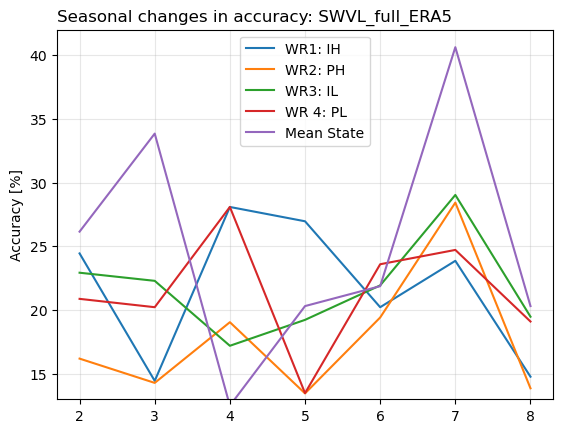 Seasonal changes in accuracy: SWVL_full_ERA5
40
35
30
25
20
15
Accuracy [%]
WR1: IH
WR2: PH
WR3: IL
WR 4: PL
Mean State
2 3 4 5 6 7 8